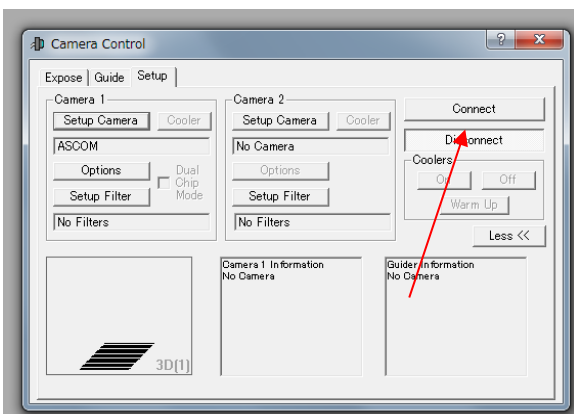 Camera Control
Expose
Guide
Setup
Camera 1
Setup Camera
Cooler
ASCOM
Options
Dual
Chip
Mode
Setup Filter
No Filters
Camera 2
Setup Camera
Cooler
No Camera
Options
Setup Filter
No Filters
Connect
Disconnect
Coolers
On
Off
Warm Up
Less <<
3D(1)
Camera 1 Information
No Camera
Guider Information
No Camera